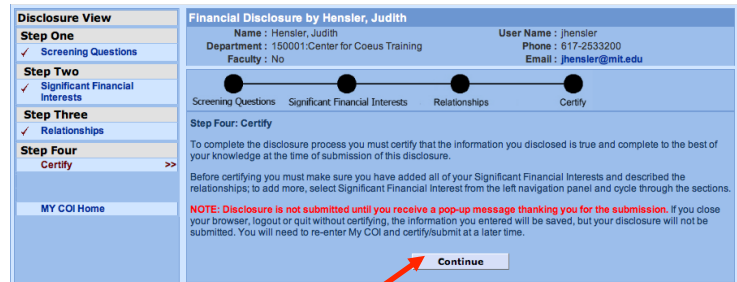 Disclosure View
Step One
✓ Screening Questions
Step Two
✓ Significant Financial
Interests
Step Three
✓ Relationships
Step Four
Certify >>
MY COI Home
Financial Disclosure by Hensler, Judith
Name : Hensler, Judith User Name : jhensler
Department : 150001:Center for Coeus Training Phone : 617-2533200
Faculty : No Email : jhensler@mit.edu
Screening Questions Significant Financial Interests Relationships Certify
Step Four: Certify
To complete the disclosure process you must certify that the information you disclosed is true and complete to the best of
your knowledge at the time of submission of this disclosure.
Before certifying you must make sure you have added all of your Significant Financial Interests and described the
relationships; to add more, select Significant Financial Interest from the left navigation panel and cycle through the sections.
NOTE: Disclosure is not submitted until you receive a pop-up message thanking you for the submission. If you close
your browser, logout or quit without certifying, the information you entered will be saved, but your disclosure will not be
submitted. You will need to re-enter My COI and certify/submit at a later time.
Continue